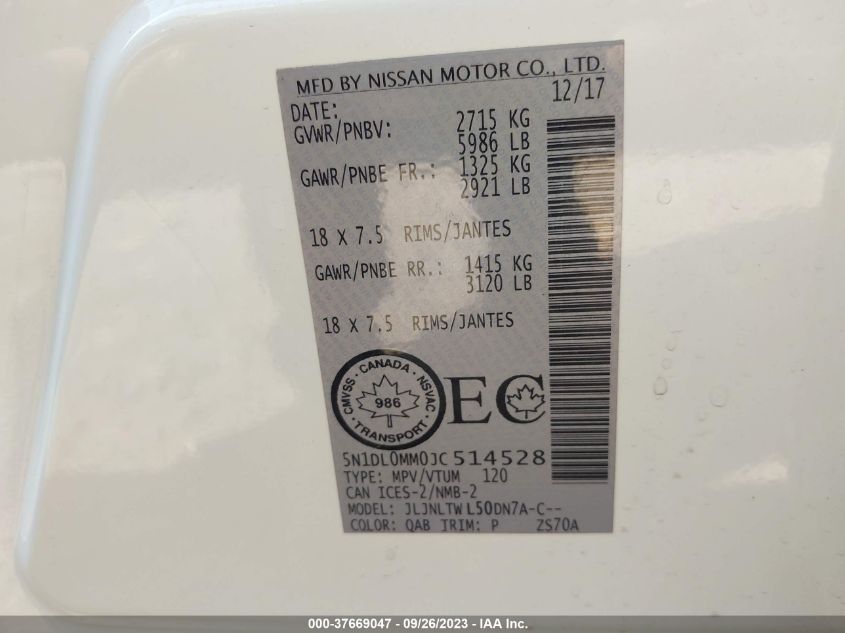 MFD BY NISSAN MOTOR CO., LTD.
DATE: 12/17
GVWR/PNBV: 2715 KG
5986 LB
GAWR/PNBE FR.: 1325 KG
2921 LB
18 X 7.5 RIMS/JANTES
GAWR/PNBE RR.: 1415 KG
3120 LB
18 X 7.5 RIMS/JANTES
CMVSS · CANADA · NSVAC · TRANSPORT ·
986
EC
5N1DL0MM0JC514528
TYPE: MPV/VTUM 120
CAN ICES-2/NMB-2
MODEL: JLJNLTW L50DN7A-C--
COLOR: QAB TRIM: P ZS70A
000-37669047 - 09/26/2023 - IAA Inc.